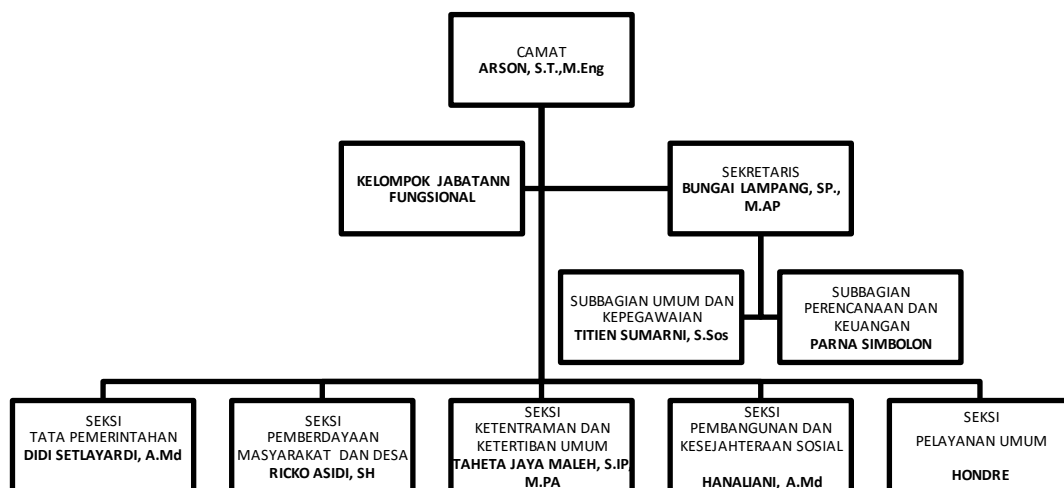 CAMAT
ARSON, S.T.,M.Eng
KELOMPOK JABATANN
FUNGSIONAL
SEKRETARIS
BUNGAI LAMPANG, SP.,
M.AP
SUBBAGIAN UMUM DAN
KEPEGAWAIAN
TITIEN SUMARNI, S.Sos
SUBBAGIAN
PERENCANAAN DAN
KEUANGAN
PARNA SIMBOLON
SEKSI
TATA PEMERINTAHAN
DIDI SETLAYARDI, A.Md
SEKSI
PEMBERDAYAAN
MASYARAKAT DAN DESA
RICKO ASIDI, SH
SEKSI
KETENTRAMAN DAN
KETERTIBAN UMUM
TAHETA JAYA MALEH, S.IP,
M.PA
SEKSI
PEMBANGUNAN DAN
KESEJAHTERAAN SOSIAL
HANALIANI, A.Md
SEKSI
PELAYANAN UMUM
HONDRE